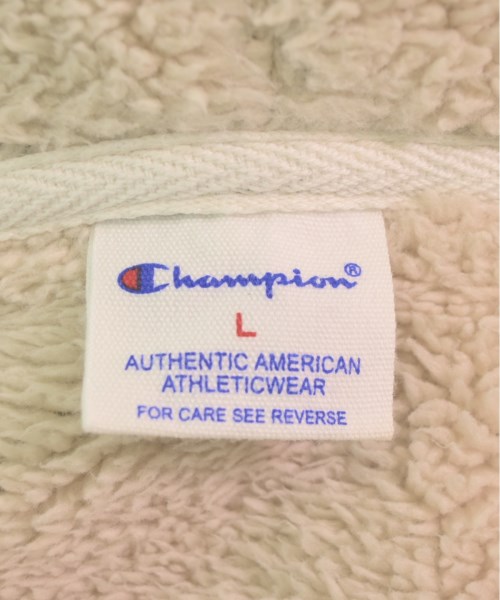 Champion®
L
AUTHENTIC AMERICAN
ATHLETICWEAR
FOR CARE SEE REVERSE